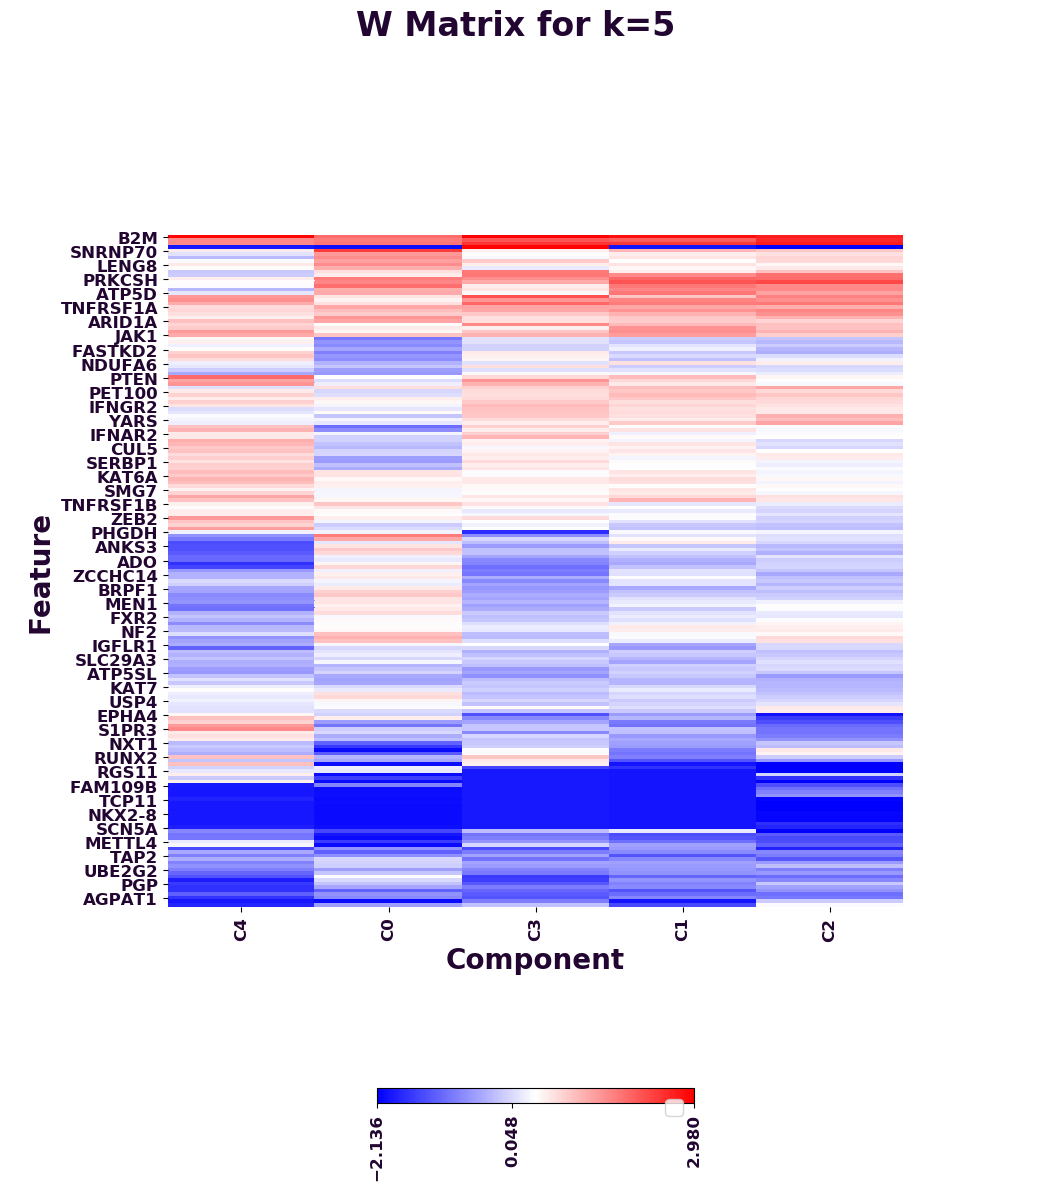 W Matrix for k=5
Feature
B2M
SNRNP70
LENG8
PRKCSH
ATP5D
TNFRSF1A
ARID1A
JAK1
FASTKD2
NDUFA6
PTEN
PET100
IFNGR2
YARS
IFNAR2
CUL5
SERBP1
KAT6A
SMG7
TNFRSF1B
ZEB2
PHGDH
ANKS3
ADO
ZCCHC14
BRPF1
MEN1
FXR2
NF2
IGFLR1
SLC29A3
ATP5SL
KAT7
USP4
EPHA4
S1PR3
NXT1
RUNX2
RGS11
FAM109B
TCP11
NKX2-8
SCN5A
METTL4
TAP2
UBE2G2
PGP
AGPAT1
C4
C0
C3
C1
C2
Component
−2.136
0.048
2.980